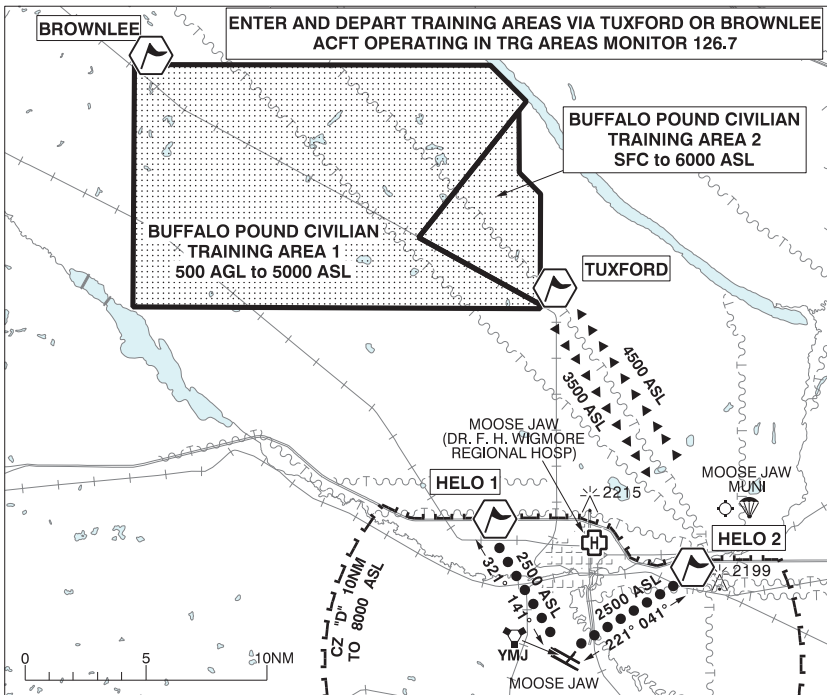 BROWNLEE
ENTER AND DEPART TRAINING AREAS VIA TUXFORD OR BROWNLEE
ACFT OPERATING IN TRG AREAS MONITOR 126.7
BUFFALO POUND CIVILIAN
TRAINING AREA 2
SFC to 6000 ASL
BUFFALO POUND CIVILIAN
TRAINING AREA 1
500 AGL to 5000 ASL
TUXFORD
4500 ASL
3500 ASL
MOOSE JAW
(DR. F. H. WIGMORE
REGIONAL HOSP)
HELO 1
2215
MOOSE JAW
MUNI
HELO 2
H
2199
2500 ASL
321° 141°
2500 ASL
221° 041°
CZ "D" 10NM
TO 8000 ASL
YMJ
MOOSE JAW
0 5 10NM